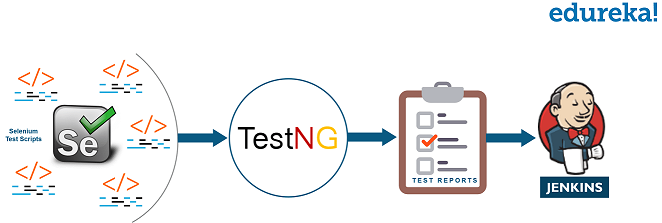 edureka!
</>
</>
</>
</>
</>
Selenium
Test Scripts
Se
TestNG
TEST REPORTS
JENKINS